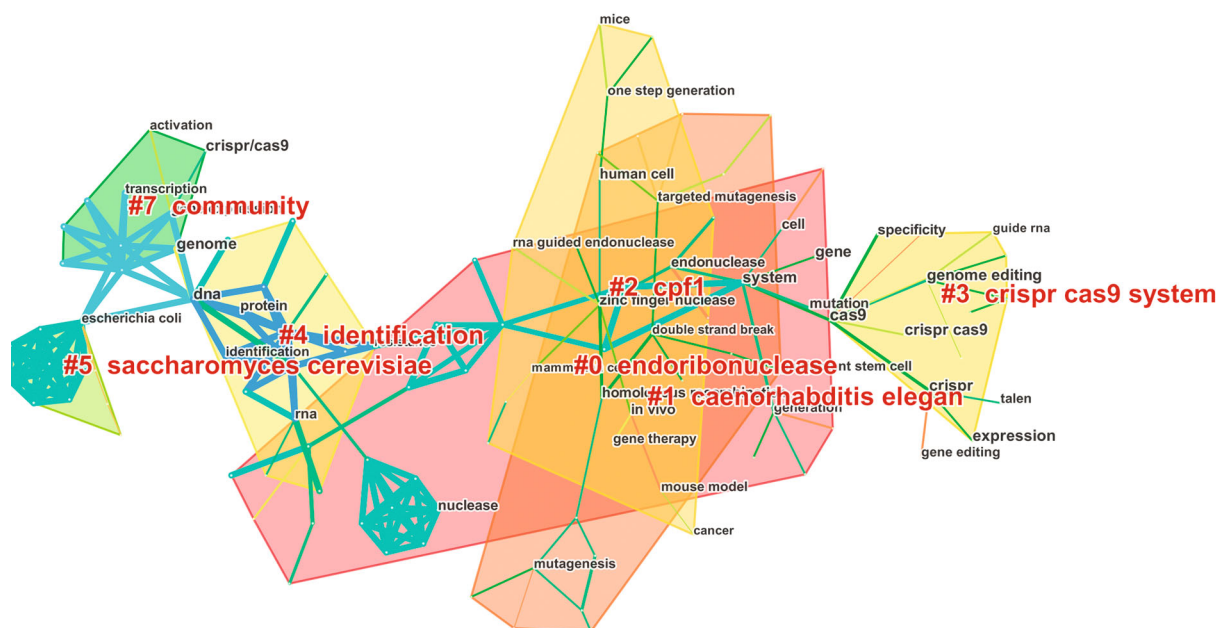 mice
one step generation
activation
crispr/cas9
human cell
transcription
targeted mutagenesis
#7 community
cell
specificity
guide rna
genome
rna guided endonuclease
gene
endonuclease
system
genome editing
#2 cpf1
dna
#3 crispr cas9 system
zinc finger nuclease
protein
mutation
cas9
escherichia coli
double strand break
crispr cas9
#4 identification
identification
#5 saccharomyces cerevisiae
#0 endoribonuclease
stem cell
crispr
#1 caenorhabditis elegan
talen
in vivo
generation
rna
expression
gene therapy
gene editing
mouse model
nuclease
cancer
mutagenesis